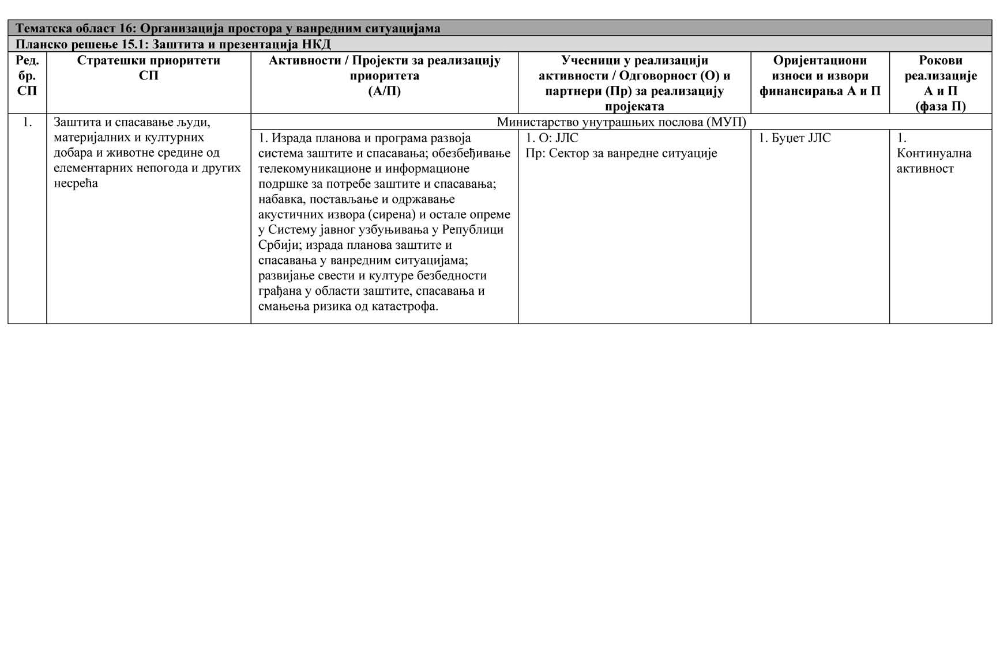 Тематска област 16: Организација простора у ванредним ситуацијама
Планско решење 15.1: Заштита и презентација НКД
Ред.
бр.
СП
Стратешки приоритети
СП
Активности / Пројекти за реализацију
приоритета
(А/П)
Учесници у реализацији
активности / Одговорност (О) и
партнери (Пр) за реализацију
пројеката
Оријентациони
износи и извори
финансирања А и П
Рокови
реализације
А и П
(фаза П)
1.
Заштита и спасавање људи,
материјалних и културних
добара и животне средине од
елементарних непогода и других
несрећа
Министарство унутрашњих послова (МУП)
1. Израда планова и програма развоја
система заштите и спасавања; обезбеђивање
телекомуникационе и информационе
подршке за потребе заштите и спасавања;
набавка, постављање и одржавање
акустичних извора (сирена) и остале опреме
у Систему јавног узбуњивања у Републици
Србији; израда планова заштите и
спасавања у ванредним ситуацијама;
развијање свести и културе безбедности
грађана у области заштите, спасавања и
смањења ризика од катастрофа.
1. О: ЈЛС
Пр: Сектор за ванредне ситуације
1. Буџет ЈЛС
1.
Континуална
активност